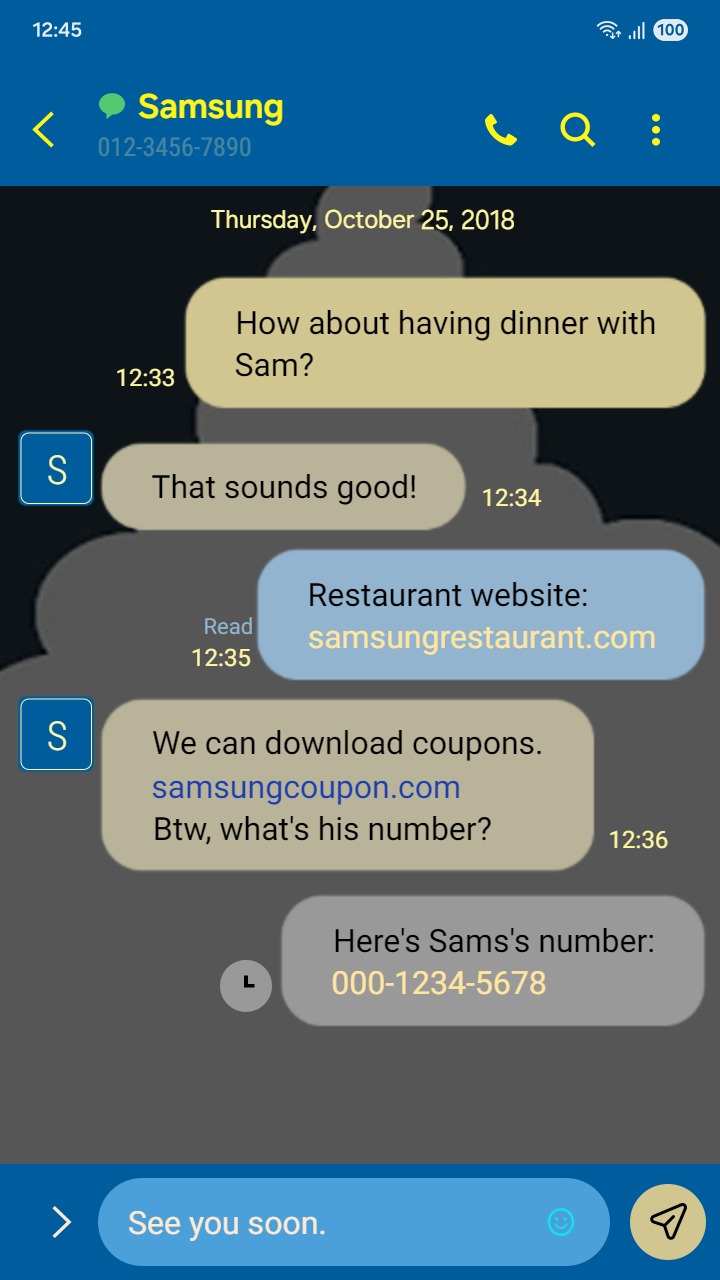 12:45
100
Samsung
012-3456-7890
Thursday, October 25, 2018
How about having dinner with
Sam?
12:33
S
That sounds good!
12:34
Restaurant website:
samsungrestaurant.com
Read
12:35
S
We can download coupons.
samsungcoupon.com
Btw, what's his number?
12:36
Here's Sams's number:
000-1234-5678
See you soon.